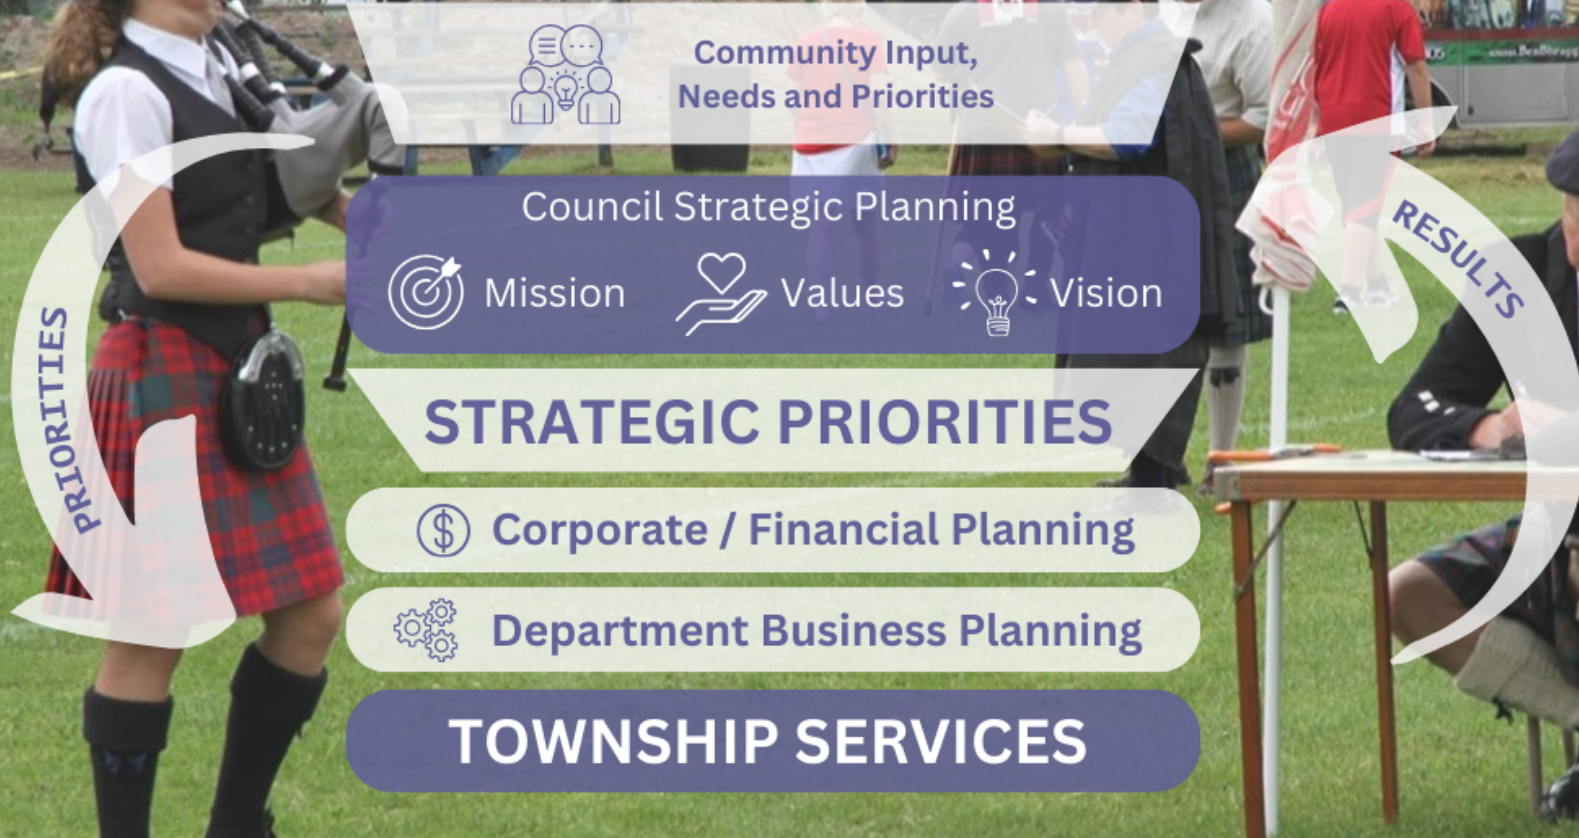 Community Input,
Needs and Priorities
Council Strategic Planning
Mission
Values
Vision
STRATEGIC PRIORITIES
Corporate / Financial Planning
Department Business Planning
TOWNSHIP SERVICES
PRIORITIES
RESULTS